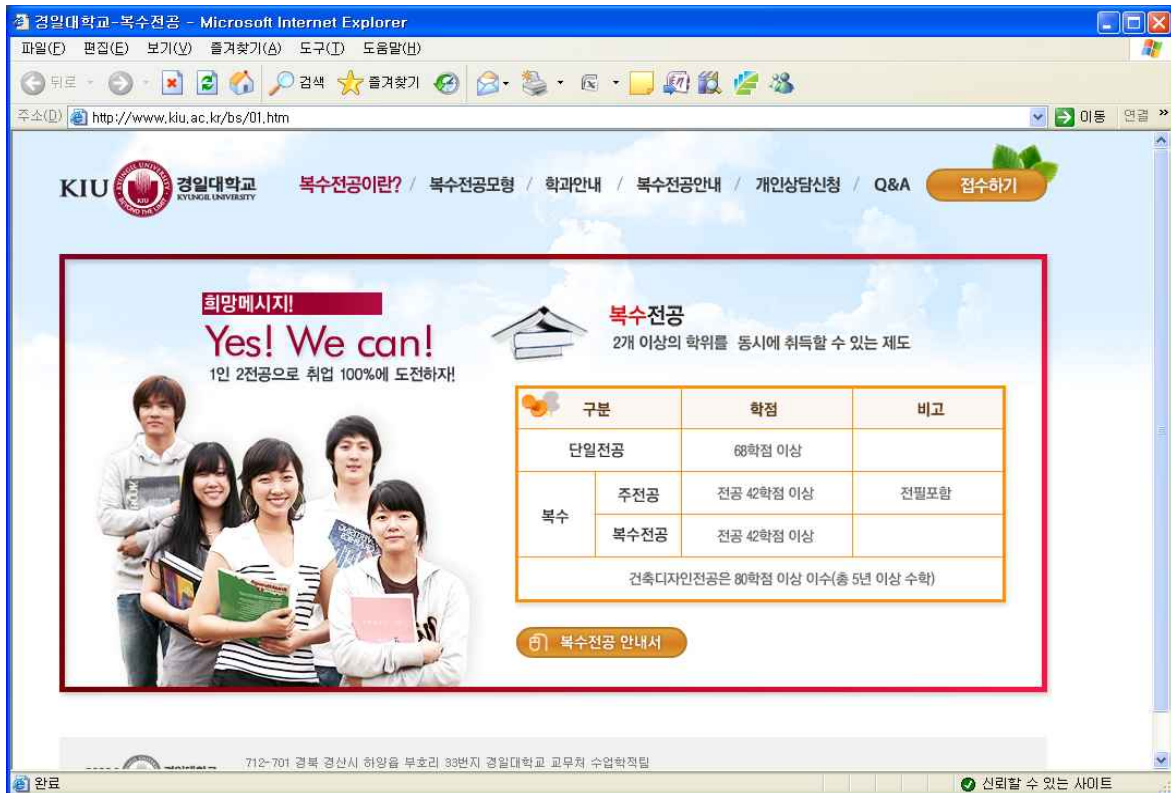 경일대학교-복수전공 - Microsoft Internet Explorer
파일(F) 편집(E) 보기(V) 즐겨찾기(A) 도구(T) 도움말(H)
뒤로 검색 즐겨찾기
주소(D) http://www.kiu.ac.kr/bs/01.htm 이동 연결 »
KIU 경일대학교 복수전공이란? / 복수전공모형 / 학과안내 / 복수전공안내 / 개인상담신청 / Q&A 접수하기
KYUNGIL UNIVERSITY
희망메시지!
Yes! We can!
1인 2전공으로 취업 100%에 도전하자!
복수전공
2개 이상의 학위를 동시에 취득할 수 있는 제도
구분 학점 비고
단일전공 68학점 이상
복수 주전공 전공 42학점 이상 전필포함
복수전공 전공 42학점 이상
건축디자인전공은 80학점 이상 이수(총 5년 이상 수학)
복수전공 안내서
712-701 경북 경산시 하양읍 부호리 33번지 경일대학교 교무처 수업학적팀
완료 신뢰할 수 있는 사이트